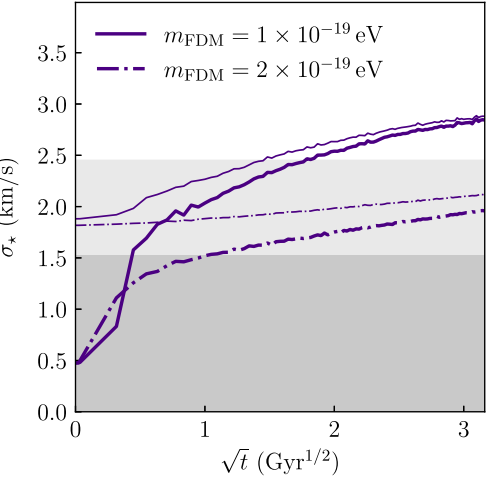 m_FDM = 1 × 10⁻¹⁹ eV
m_FDM = 2 × 10⁻¹⁹ eV
σ⋆ (km/s)
3.5
3.0
2.5
2.0
1.5
1.0
0.5
0.0
0 1 2 3
√t (Gyr^{1/2})